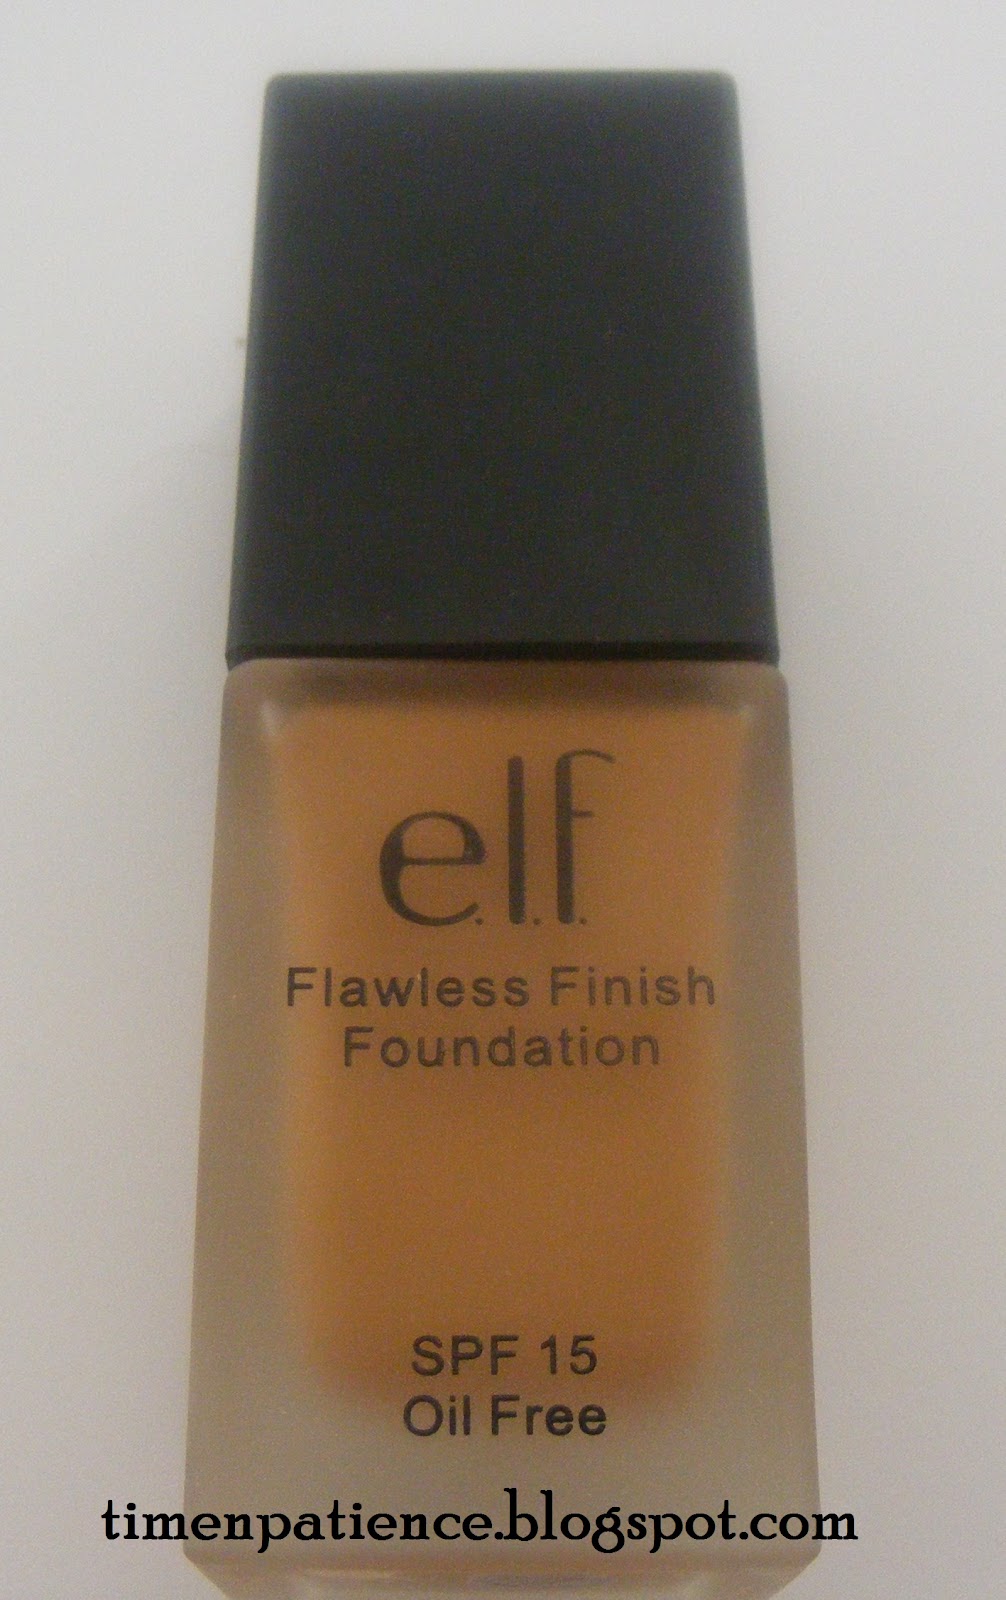 e.l.f.
Flawless Finish
Foundation
SPF 15
Oil Free
timenpatience.blogspot.com